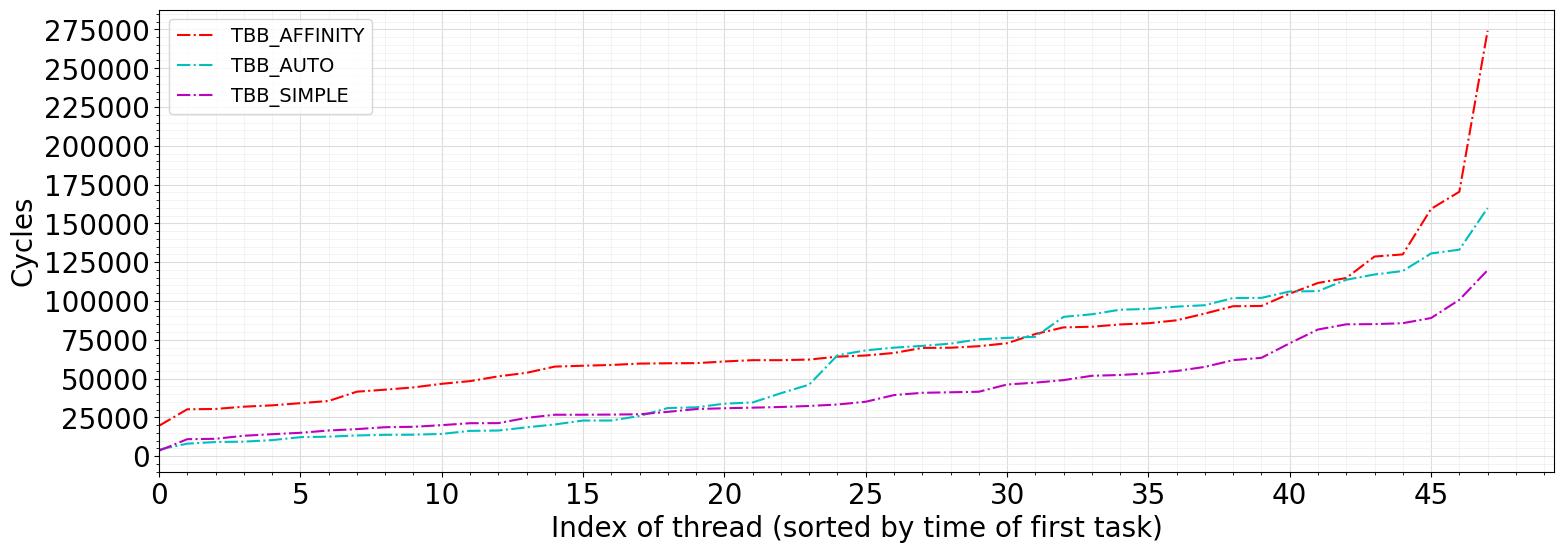 275000
250000
225000
200000
175000
150000
125000
100000
75000
50000
25000
0
Cycles
TBB_AFFINITY
TBB_AUTO
TBB_SIMPLE
0 5 10 15 20 25 30 35 40 45
Index of thread (sorted by time of first task)